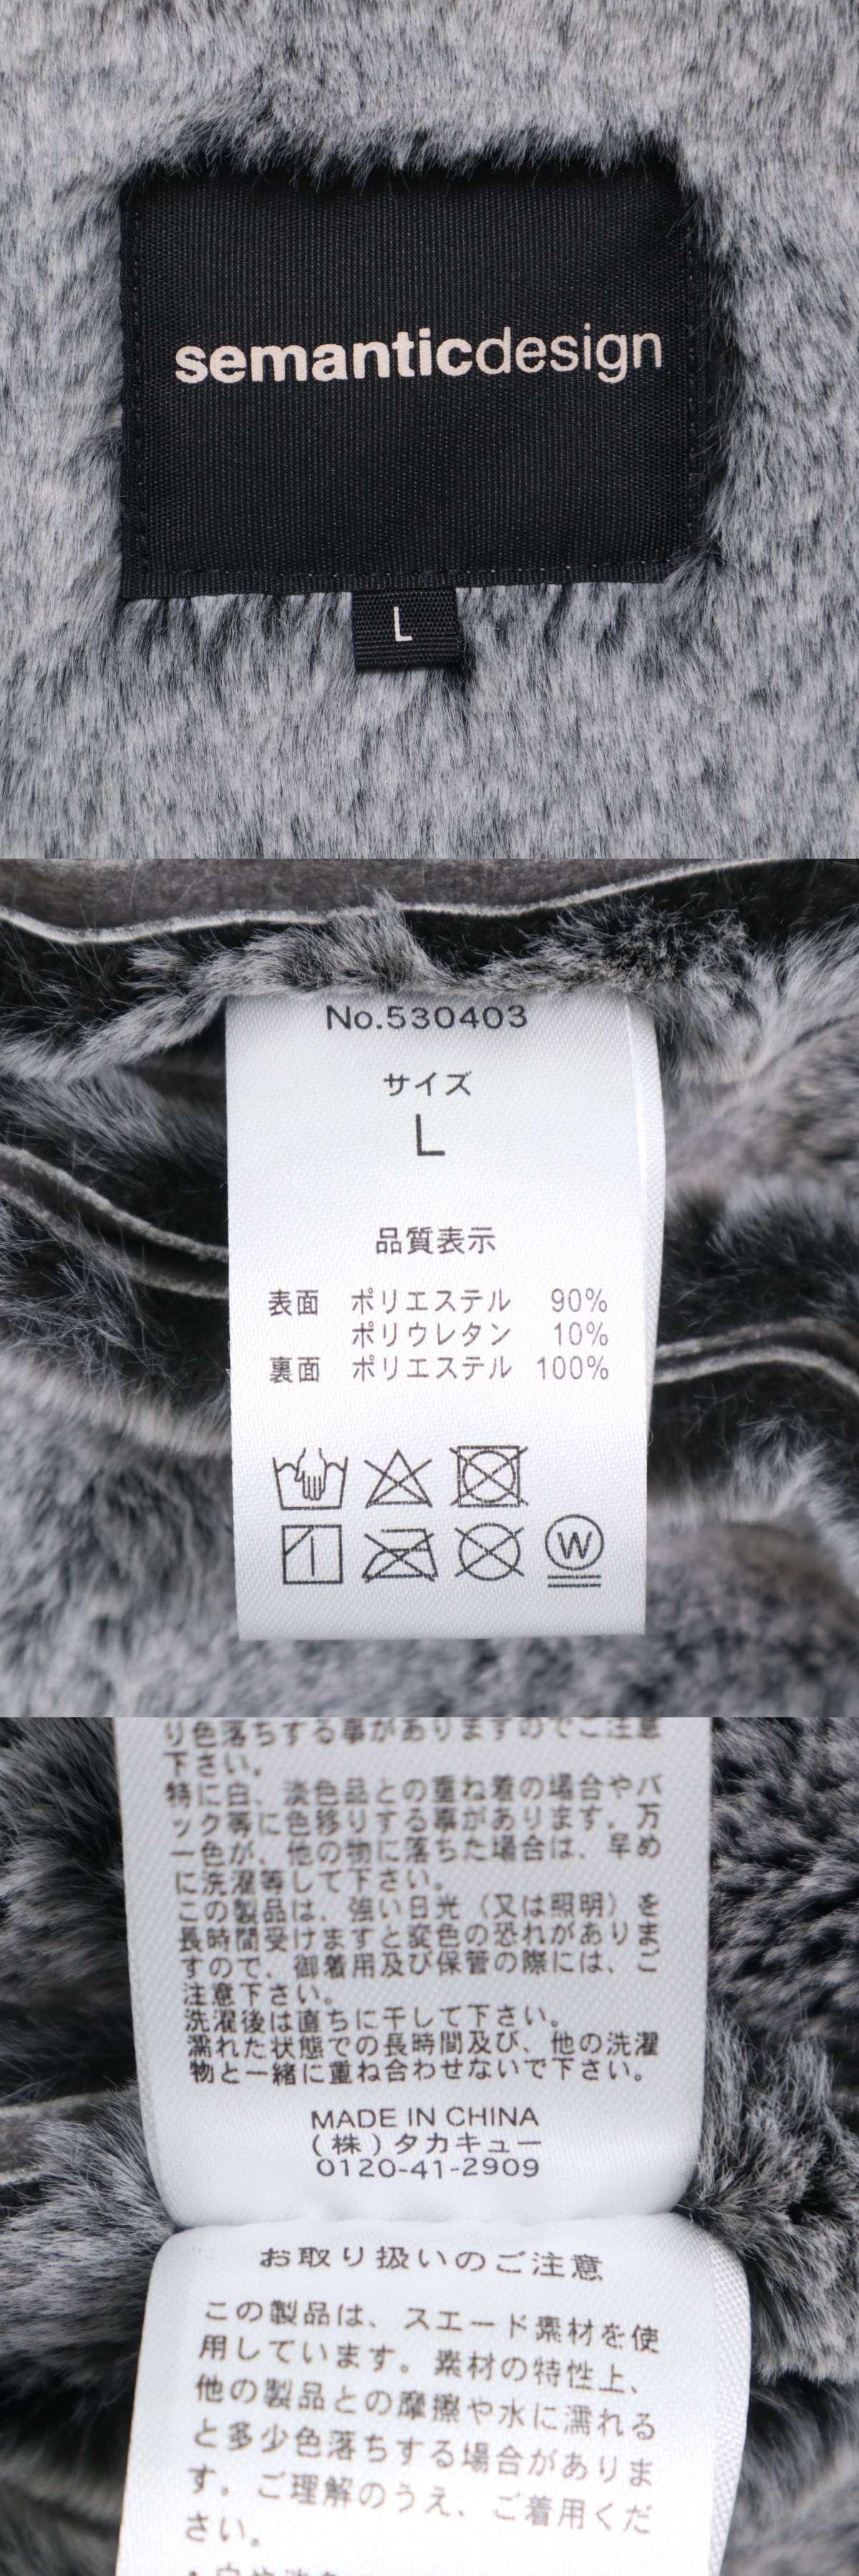 semanticdesign
L
No.530403
サイズ
L
品質表示
表面 ポリエステル 90%
ポリウレタン 10%
裏面 ポリエステル 100%
W
り色落ちする事がありますのでご注意
下さい。
特に白、淡色品との重ね着の場合やバ
ック等に色移りする事があります。万
一色が、他の物に落ちた場合は、早め
に洗濯等して下さい。
この製品は、強い日光（又は照明）を
長時間受けますと変色の恐れがありま
すので、御着用及び保管の際には、ご
注意下さい。
洗濯後は直ちに干して下さい。
濡れた状態での長時間及び、他の洗濯
物と一緒に重ね合わせないで下さい。
MADE IN CHINA
(株)タカキュー
0120-41-2909
お取り扱いのご注意
この製品は、スエード素材を使
用しています。素材の特性上、
他の製品との摩擦や水に濡れる
と多少色落ちする場合がありま
す。ご理解のうえ、ご着用くだ
さい。